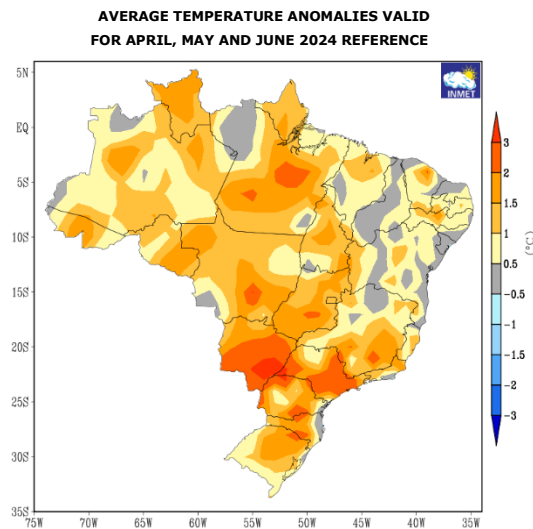 AVERAGE TEMPERATURE ANOMALIES VALID
FOR APRIL, MAY AND JUNE 2024 REFERENCE
INMET
5N
EQ
5S
10S
15S
20S
25S
30S
35S
75W 70W 65W 60W 55W 50W 45W 40W 35W
3
2
1.5
1
0.5
-0.5
-1
-1.5
-2
-3
(°C)